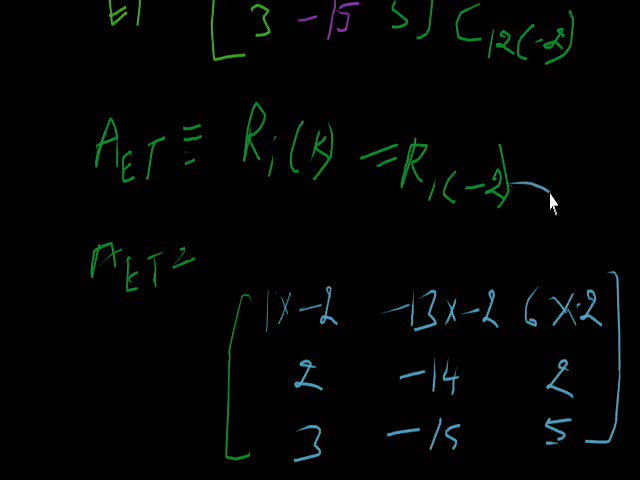 ET [ 3 -15 5 ] C12(-2)
AET ≡ Ri(k) = R1(-2)
AET =
[ 1x-2 -13x-2 6x-2
2 -14 2
3 -15 5 ]